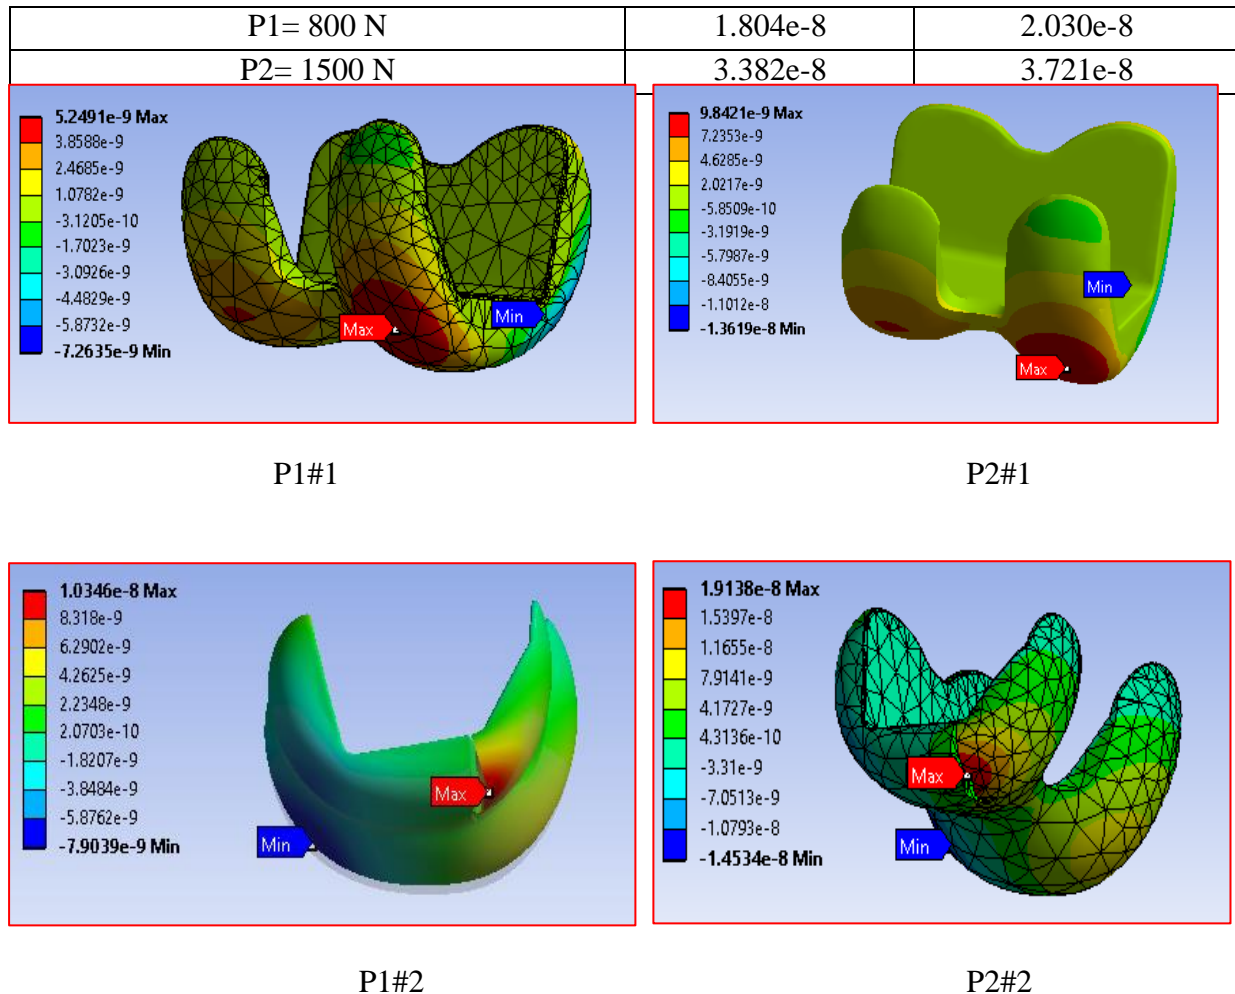 P1= 800 N 1.804e-8 2.030e-8
P2= 1500 N 3.382e-8 3.721e-8
5.2491e-9 Max
3.8588e-9
2.4685e-9
1.0782e-9
-3.1205e-10
-1.7023e-9
-3.0926e-9
-4.4829e-9
-5.8732e-9
-7.2635e-9 Min
Max
Min
9.8421e-9 Max
7.2353e-9
4.6285e-9
2.0217e-9
-5.8509e-10
-3.1919e-9
-5.7987e-9
-8.4055e-9
-1.1012e-8
-1.3619e-8 Min
Min
Max
P1#1
P2#1
1.0346e-8 Max
8.318e-9
6.2902e-9
4.2625e-9
2.2348e-9
2.0703e-10
-1.8207e-9
-3.8484e-9
-5.8762e-9
-7.9039e-9 Min
Max
Min
1.9138e-8 Max
1.5397e-8
1.1655e-8
7.9141e-9
4.1727e-9
4.3136e-10
-3.31e-9
-7.0513e-9
-1.0793e-8
-1.4534e-8 Min
Max
Min
P1#2
P2#2